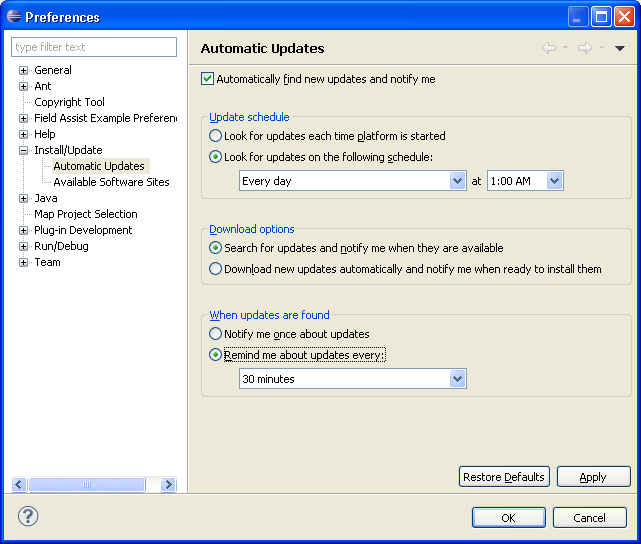 Preferences
type filter text
General
Ant
Copyright Tool
Field Assist Example Preferen
Help
Install/Update
Automatic Updates
Available Software Sites
Java
Map Project Selection
Plug-in Development
Run/Debug
Team
Automatic Updates
Automatically find new updates and notify me
Update schedule
Look for updates each time platform is started
Look for updates on the following schedule:
Every day at 1:00 AM
Download options
Search for updates and notify me when they are available
Download new updates automatically and notify me when ready to install them
When updates are found
Notify me once about updates
Remind me about updates every:
30 minutes
Restore Defaults Apply
? OK Cancel